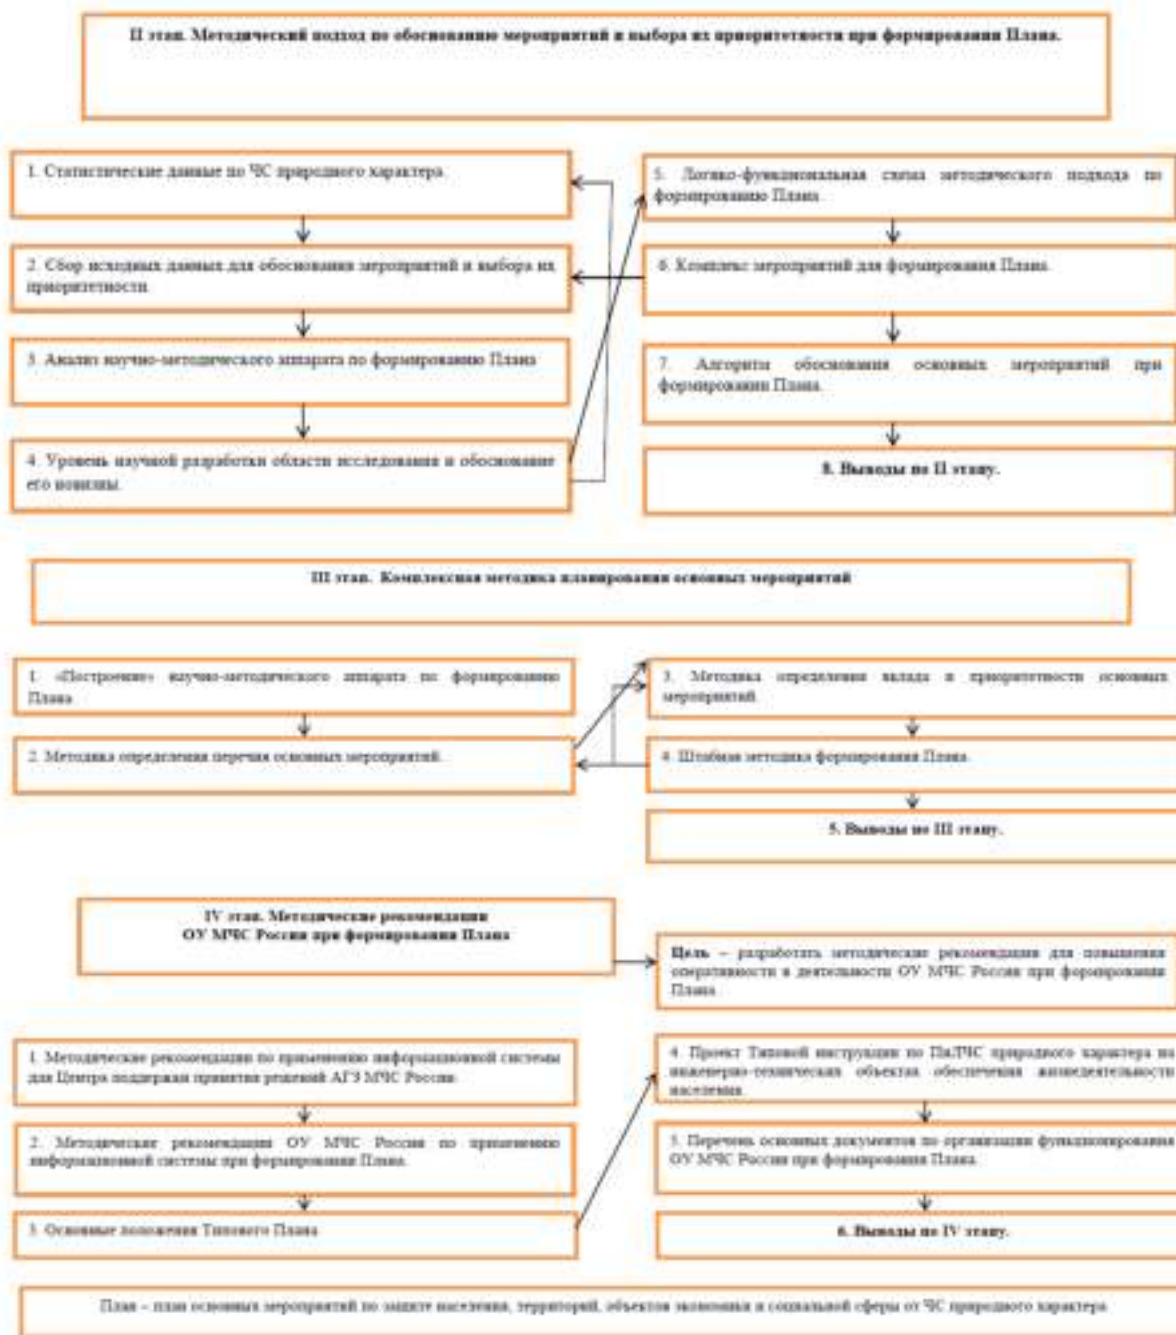 II этап. Методический подход по обоснованию мероприятий и выбора их приоритетности при формировании Плана.
1. Статистические данные по ЧС природного характера.
2. Сбор исходных данных для обоснования мероприятий и выбора их
приоритетности.
3. Анализ научно-методического аппарата по формированию Плана
4. Уровень научной разработки области исследования и обоснование
его новизны.
5. Логико-функциональная схема методического подхода по
формированию Плана.
6. Комплекс мероприятий для формирования Плана.
7. Алгоритм обоснования основных мероприятий при
формировании Плана.
8. Выводы по II этапу.
III этап. Комплексная методика планирования основных мероприятий
1. «Построение» научно-методического аппарата по формированию
Плана.
2. Методика определения перечня основных мероприятий.
3. Методика определения вклада и приоритетности основных
мероприятий.
4. Штабная методика формирования Плана.
5. Выводы по III этапу.
IV этап. Методические рекомендации
ОУ МЧС России при формировании Плана
Цель – разработать методические рекомендации для повышения
оперативности в деятельности ОУ МЧС России при формировании
Плана.
1. Методические рекомендации по применению информационной системы
для Центра поддержки принятия решений АГЗ МЧС России.
2. Методические рекомендации ОУ МЧС России по применению
информационной системы при формировании Плана.
3. Основные положения Типового Плана
4. Проект Типовой инструкции по ПиЛЧС природного характера на
инженерно-технических объектах обеспечения жизнедеятельности
населения.
5. Перечень основных документов по организации функционирования
ОУ МЧС России при формировании Плана.
6. Выводы по IV этапу.
План – план основных мероприятий по защите населения, территорий, объектов экономики и социальной сферы от ЧС природного характера